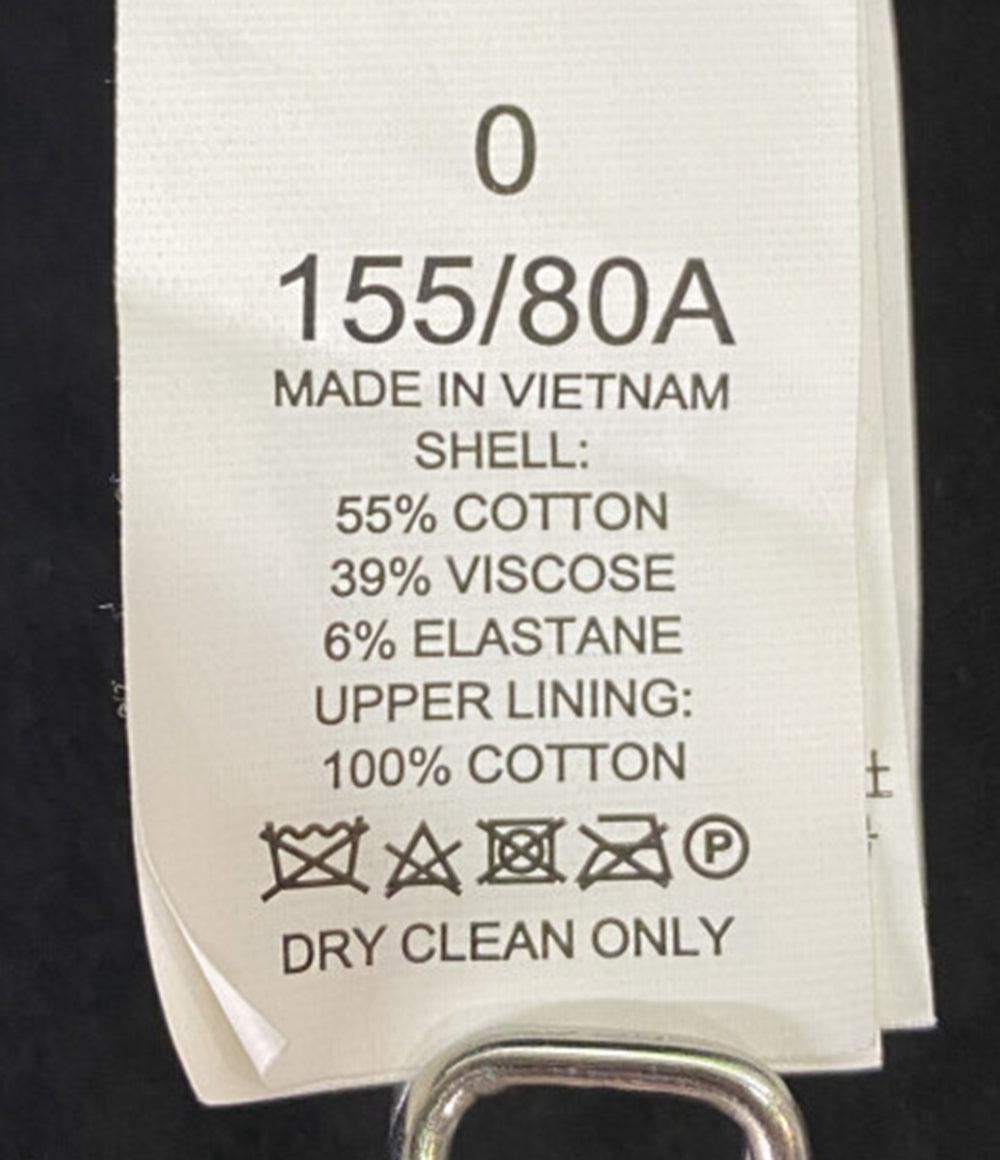 0
155/80A
MADE IN VIETNAM
SHELL:
55% COTTON
39% VISCOSE
6% ELASTANE
UPPER LINING:
100% COTTON
P
DRY CLEAN ONLY